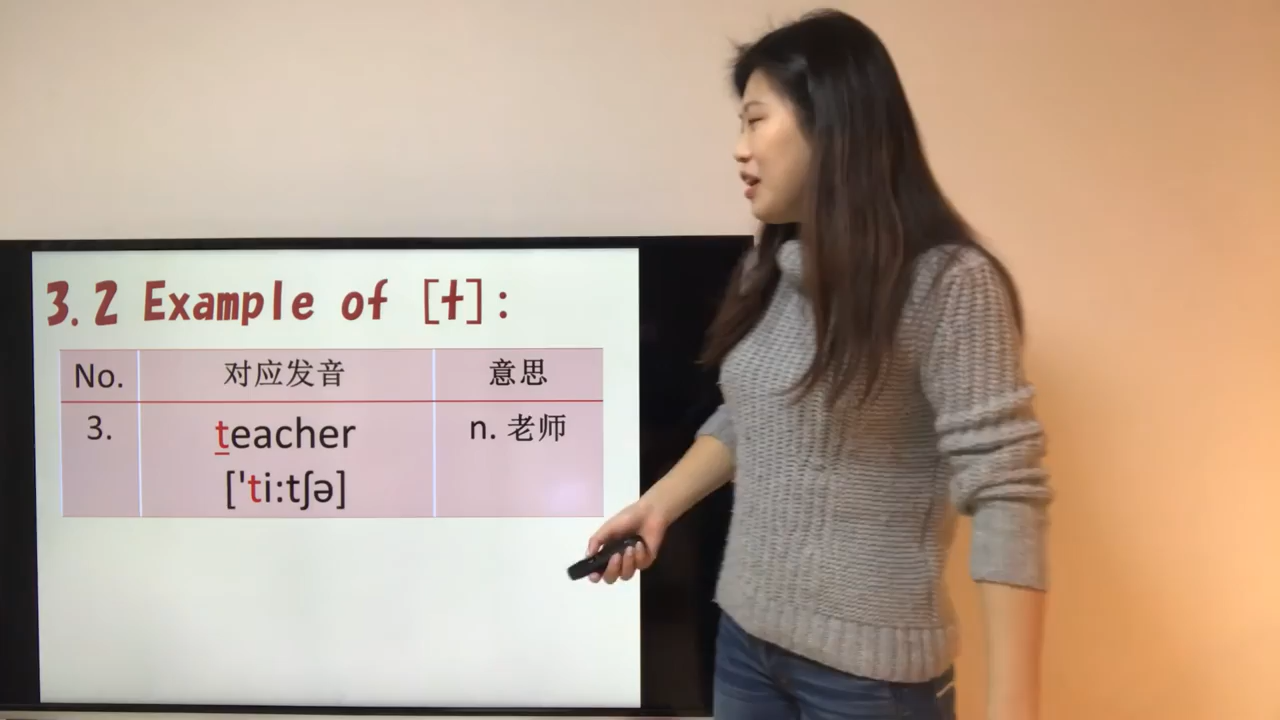 3.2 Example of [t]:
No. 对应发音 意思
3. teacher n. 老师
['ti:tʃə]